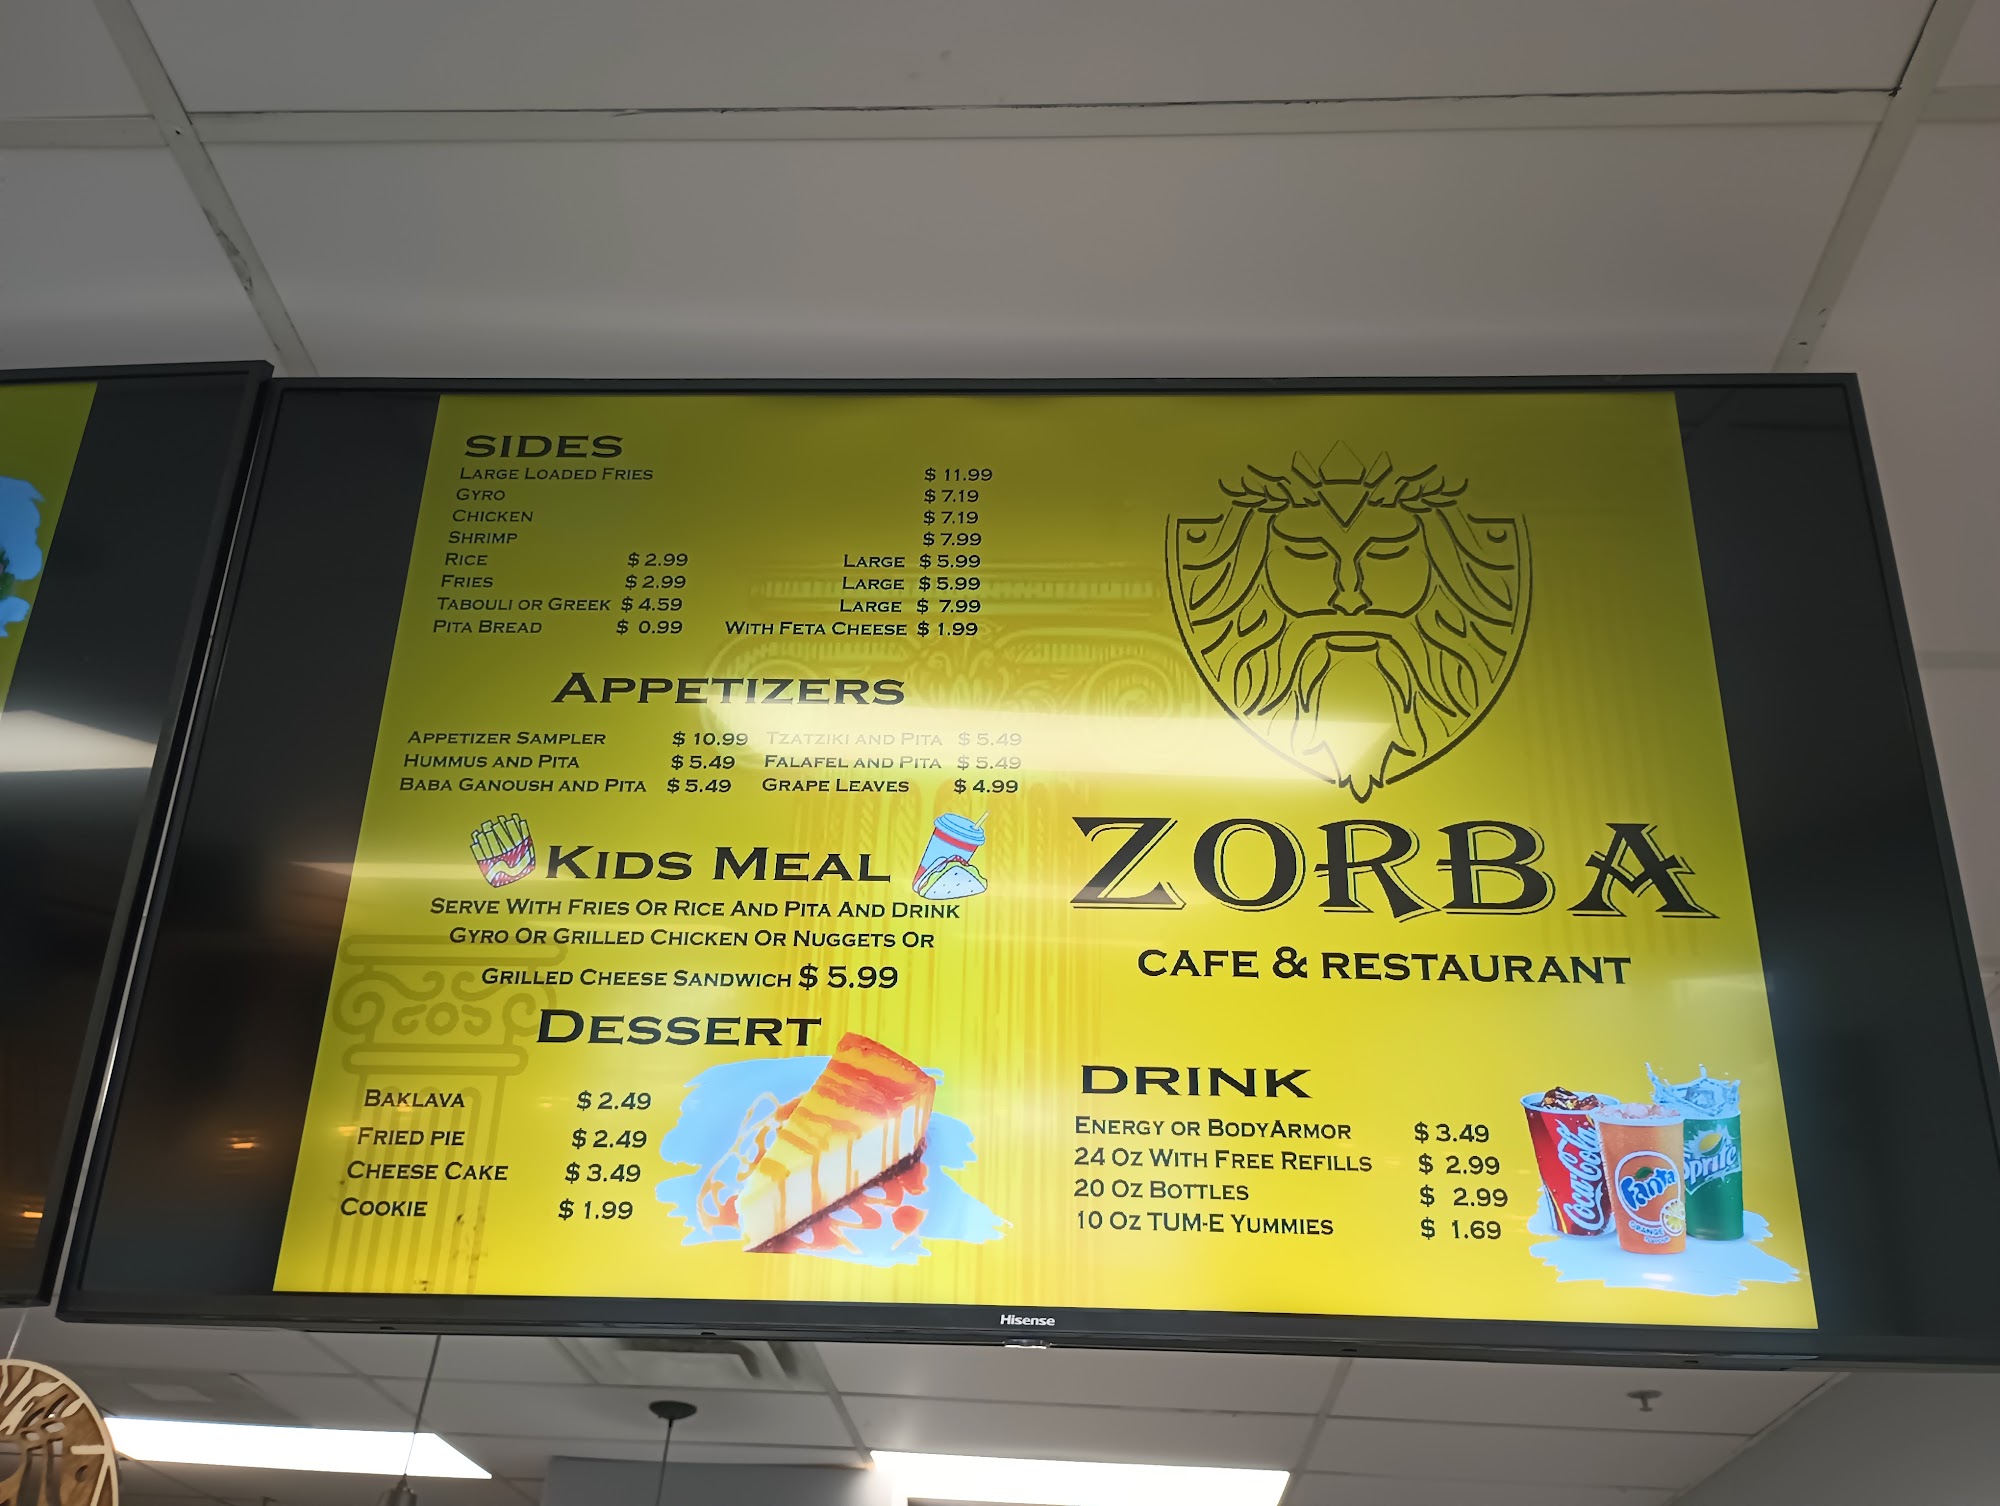 SIDES
LARGE LOADED FRIES $ 11.99
GYRO $ 7.19
CHICKEN $ 7.19
SHRIMP $ 7.99
RICE $ 2.99 LARGE $ 5.99
FRIES $ 2.99 LARGE $ 5.99
TABOULI OR GREEK $ 4.59 LARGE $ 7.99
PITA BREAD $ 0.99 WITH FETA CHEESE $ 1.99
APPETIZERS
APPETIZER SAMPLER $ 10.99 TZATZIKI AND PITA $ 5.49
HUMMUS AND PITA $ 5.49 FALAFEL AND PITA $ 5.49
BABA GANOUSH AND PITA $ 5.49 GRAPE LEAVES $ 4.99
KIDS MEAL
SERVE WITH FRIES OR RICE AND PITA AND DRINK
GYRO OR GRILLED CHICKEN OR NUGGETS OR
GRILLED CHEESE SANDWICH $ 5.99
DESSERT
BAKLAVA $ 2.49
FRIED PIE $ 2.49
CHEESE CAKE $ 3.49
COOKIE $ 1.99
ZORBA
CAFE & RESTAURANT
DRINK
ENERGY OR BODYARMOR $ 3.49
24 OZ WITH FREE REFILLS $ 2.99
20 OZ BOTTLES $ 2.99
10 OZ TUM-E YUMMIES $ 1.69
Coca-Cola
Fanta
ORANGE
Sprite
Hisense